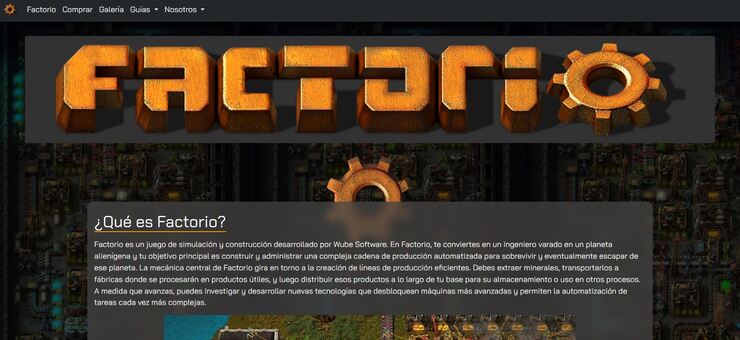 Factorio Comprar Galería Guías Nosotros
FACTORIO
¿Qué es Factorio?
Factorio es un juego de simulación y construcción desarrollado por Wube Software. En Factorio, te conviertes en un ingeniero varado en un planeta
alienígena y tu objetivo principal es construir y administrar una compleja cadena de producción automatizada para sobrevivir y eventualmente escapar de
ese planeta. La mecánica central de Factorio gira en torno a la creación de líneas de producción eficientes. Debes extraer minerales, transportarlos a
fábricas donde se procesarán en productos útiles, y luego distribuir esos productos a lo largo de tu base para su almacenamiento o uso en otros procesos.
A medida que avanzas, puedes investigar y desarrollar nuevas tecnologías que desbloquean máquinas más avanzadas y permiten la automatización de
tareas cada vez más complejas.